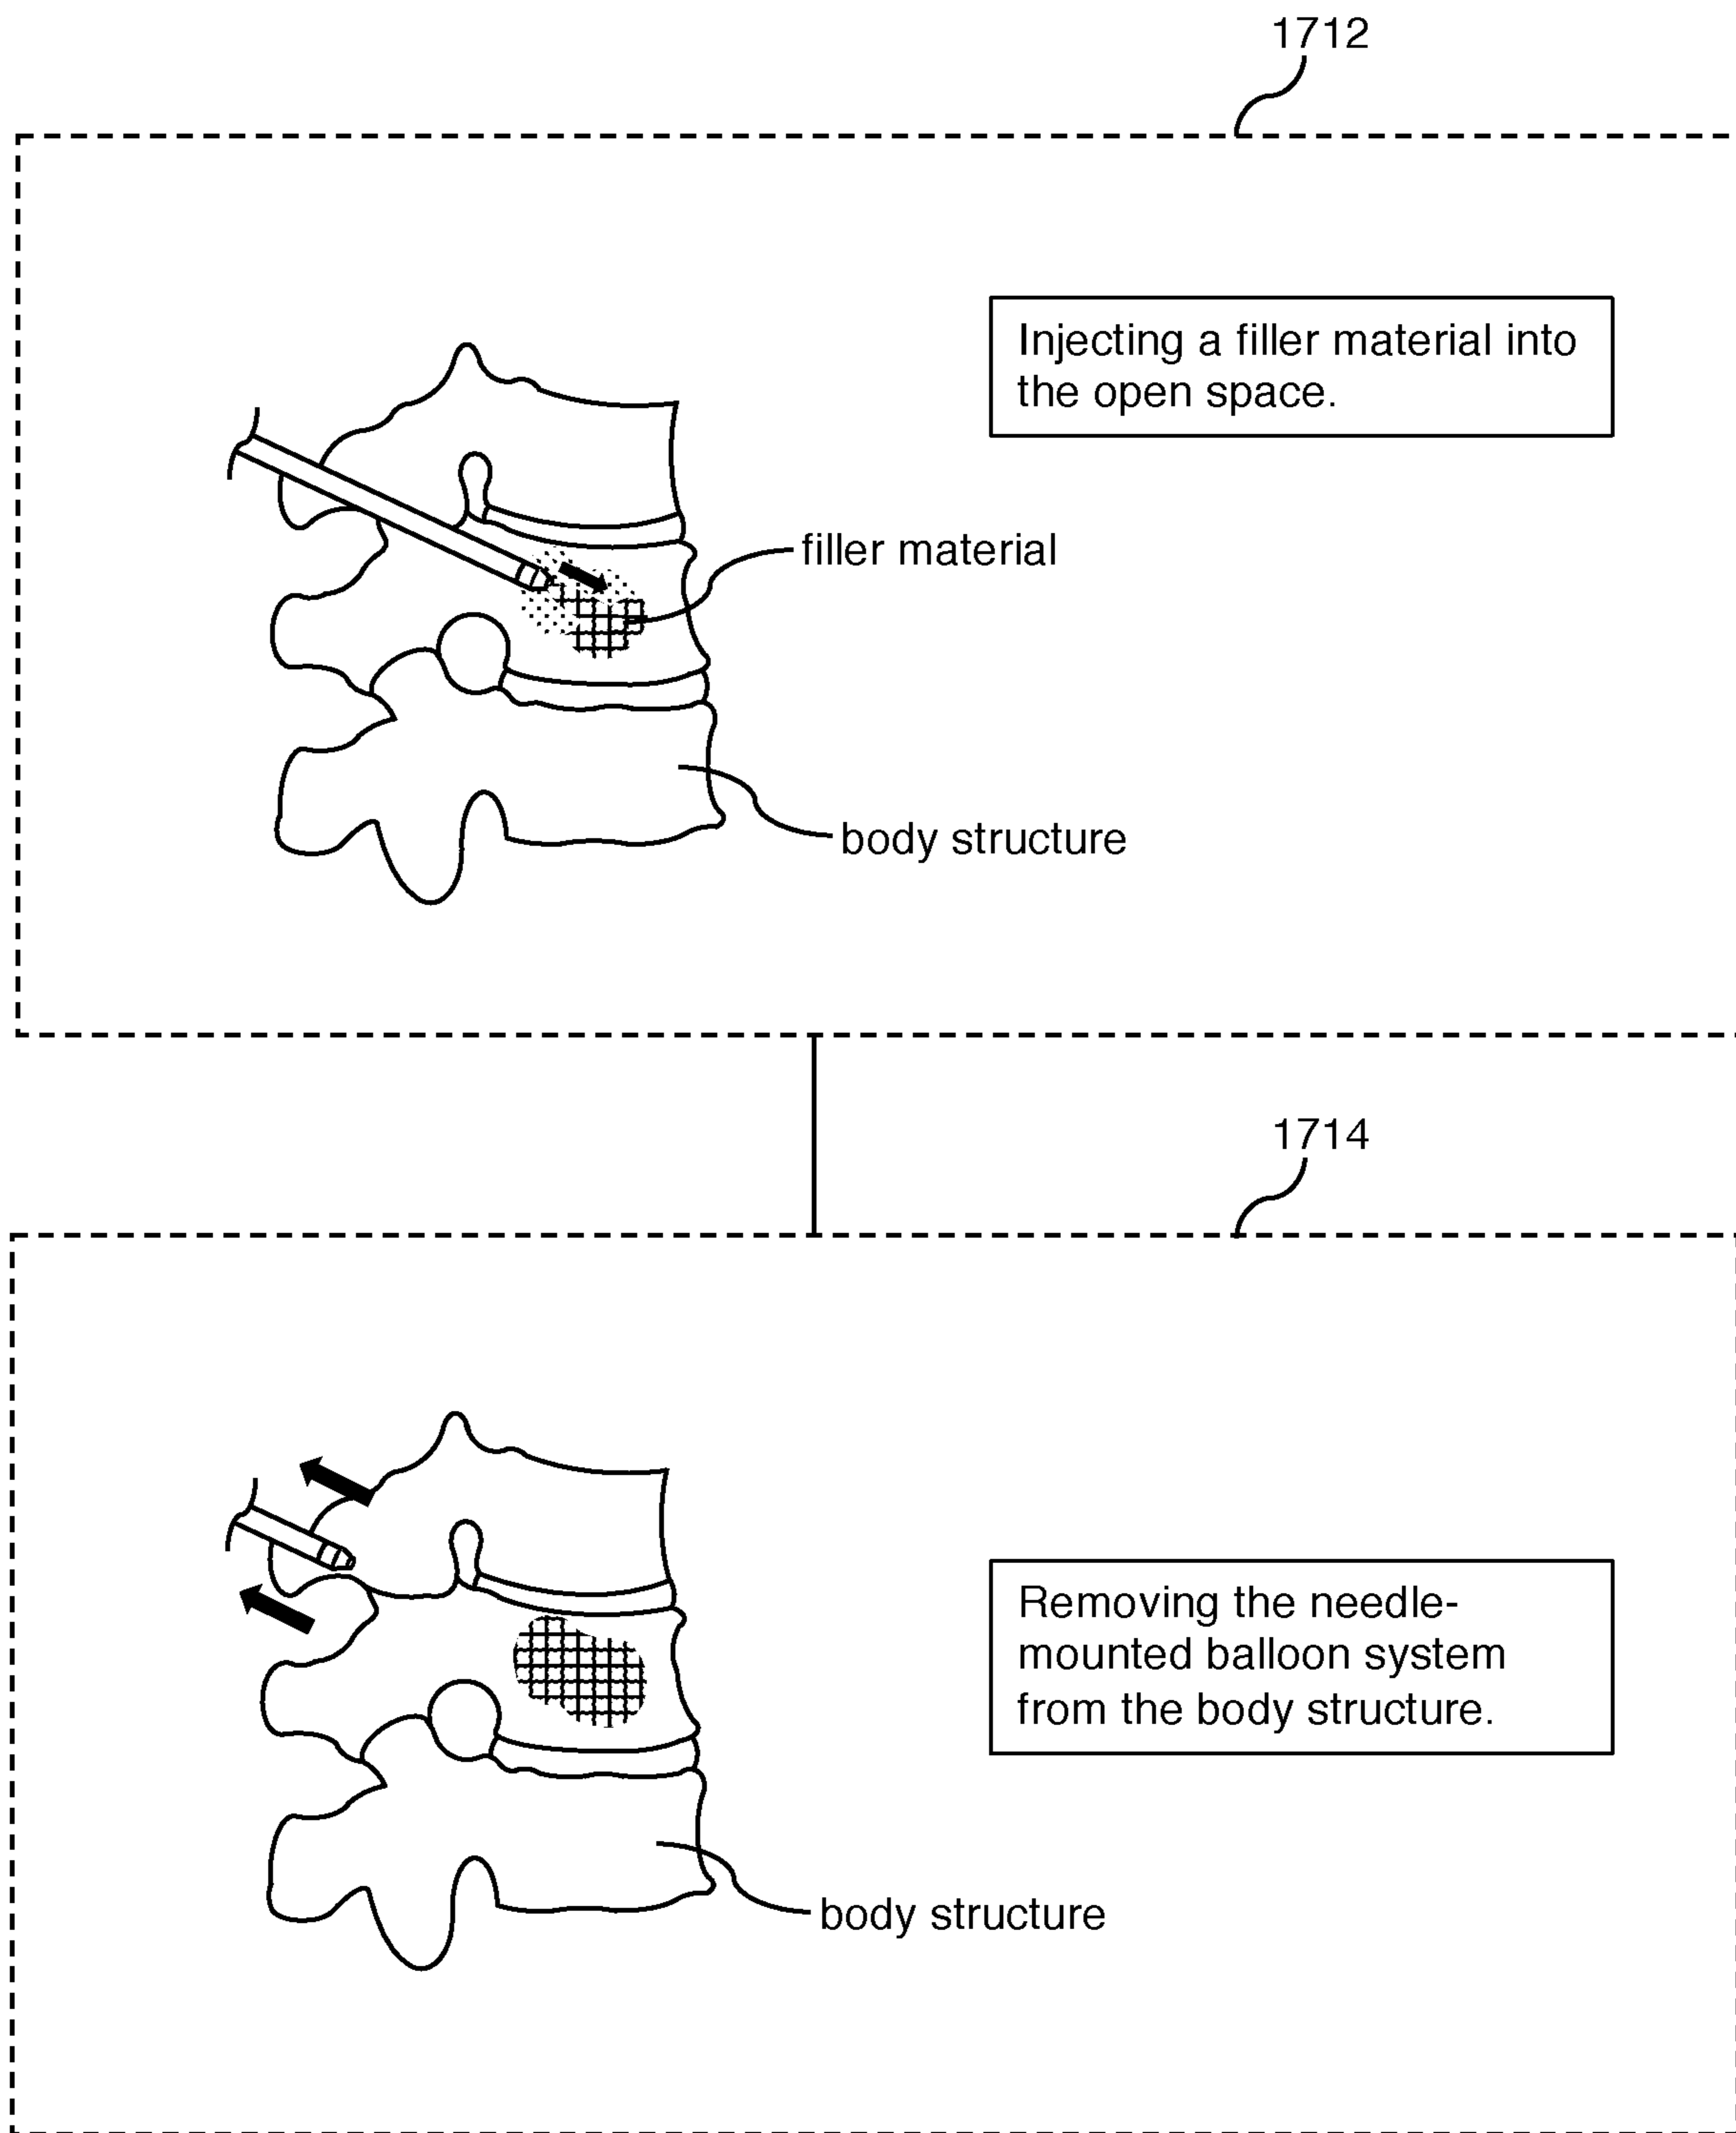 1712
Injecting a filler material into
the open space.
filler material
body structure
1714
Removing the needle-
mounted balloon system
from the body structure.
body structure